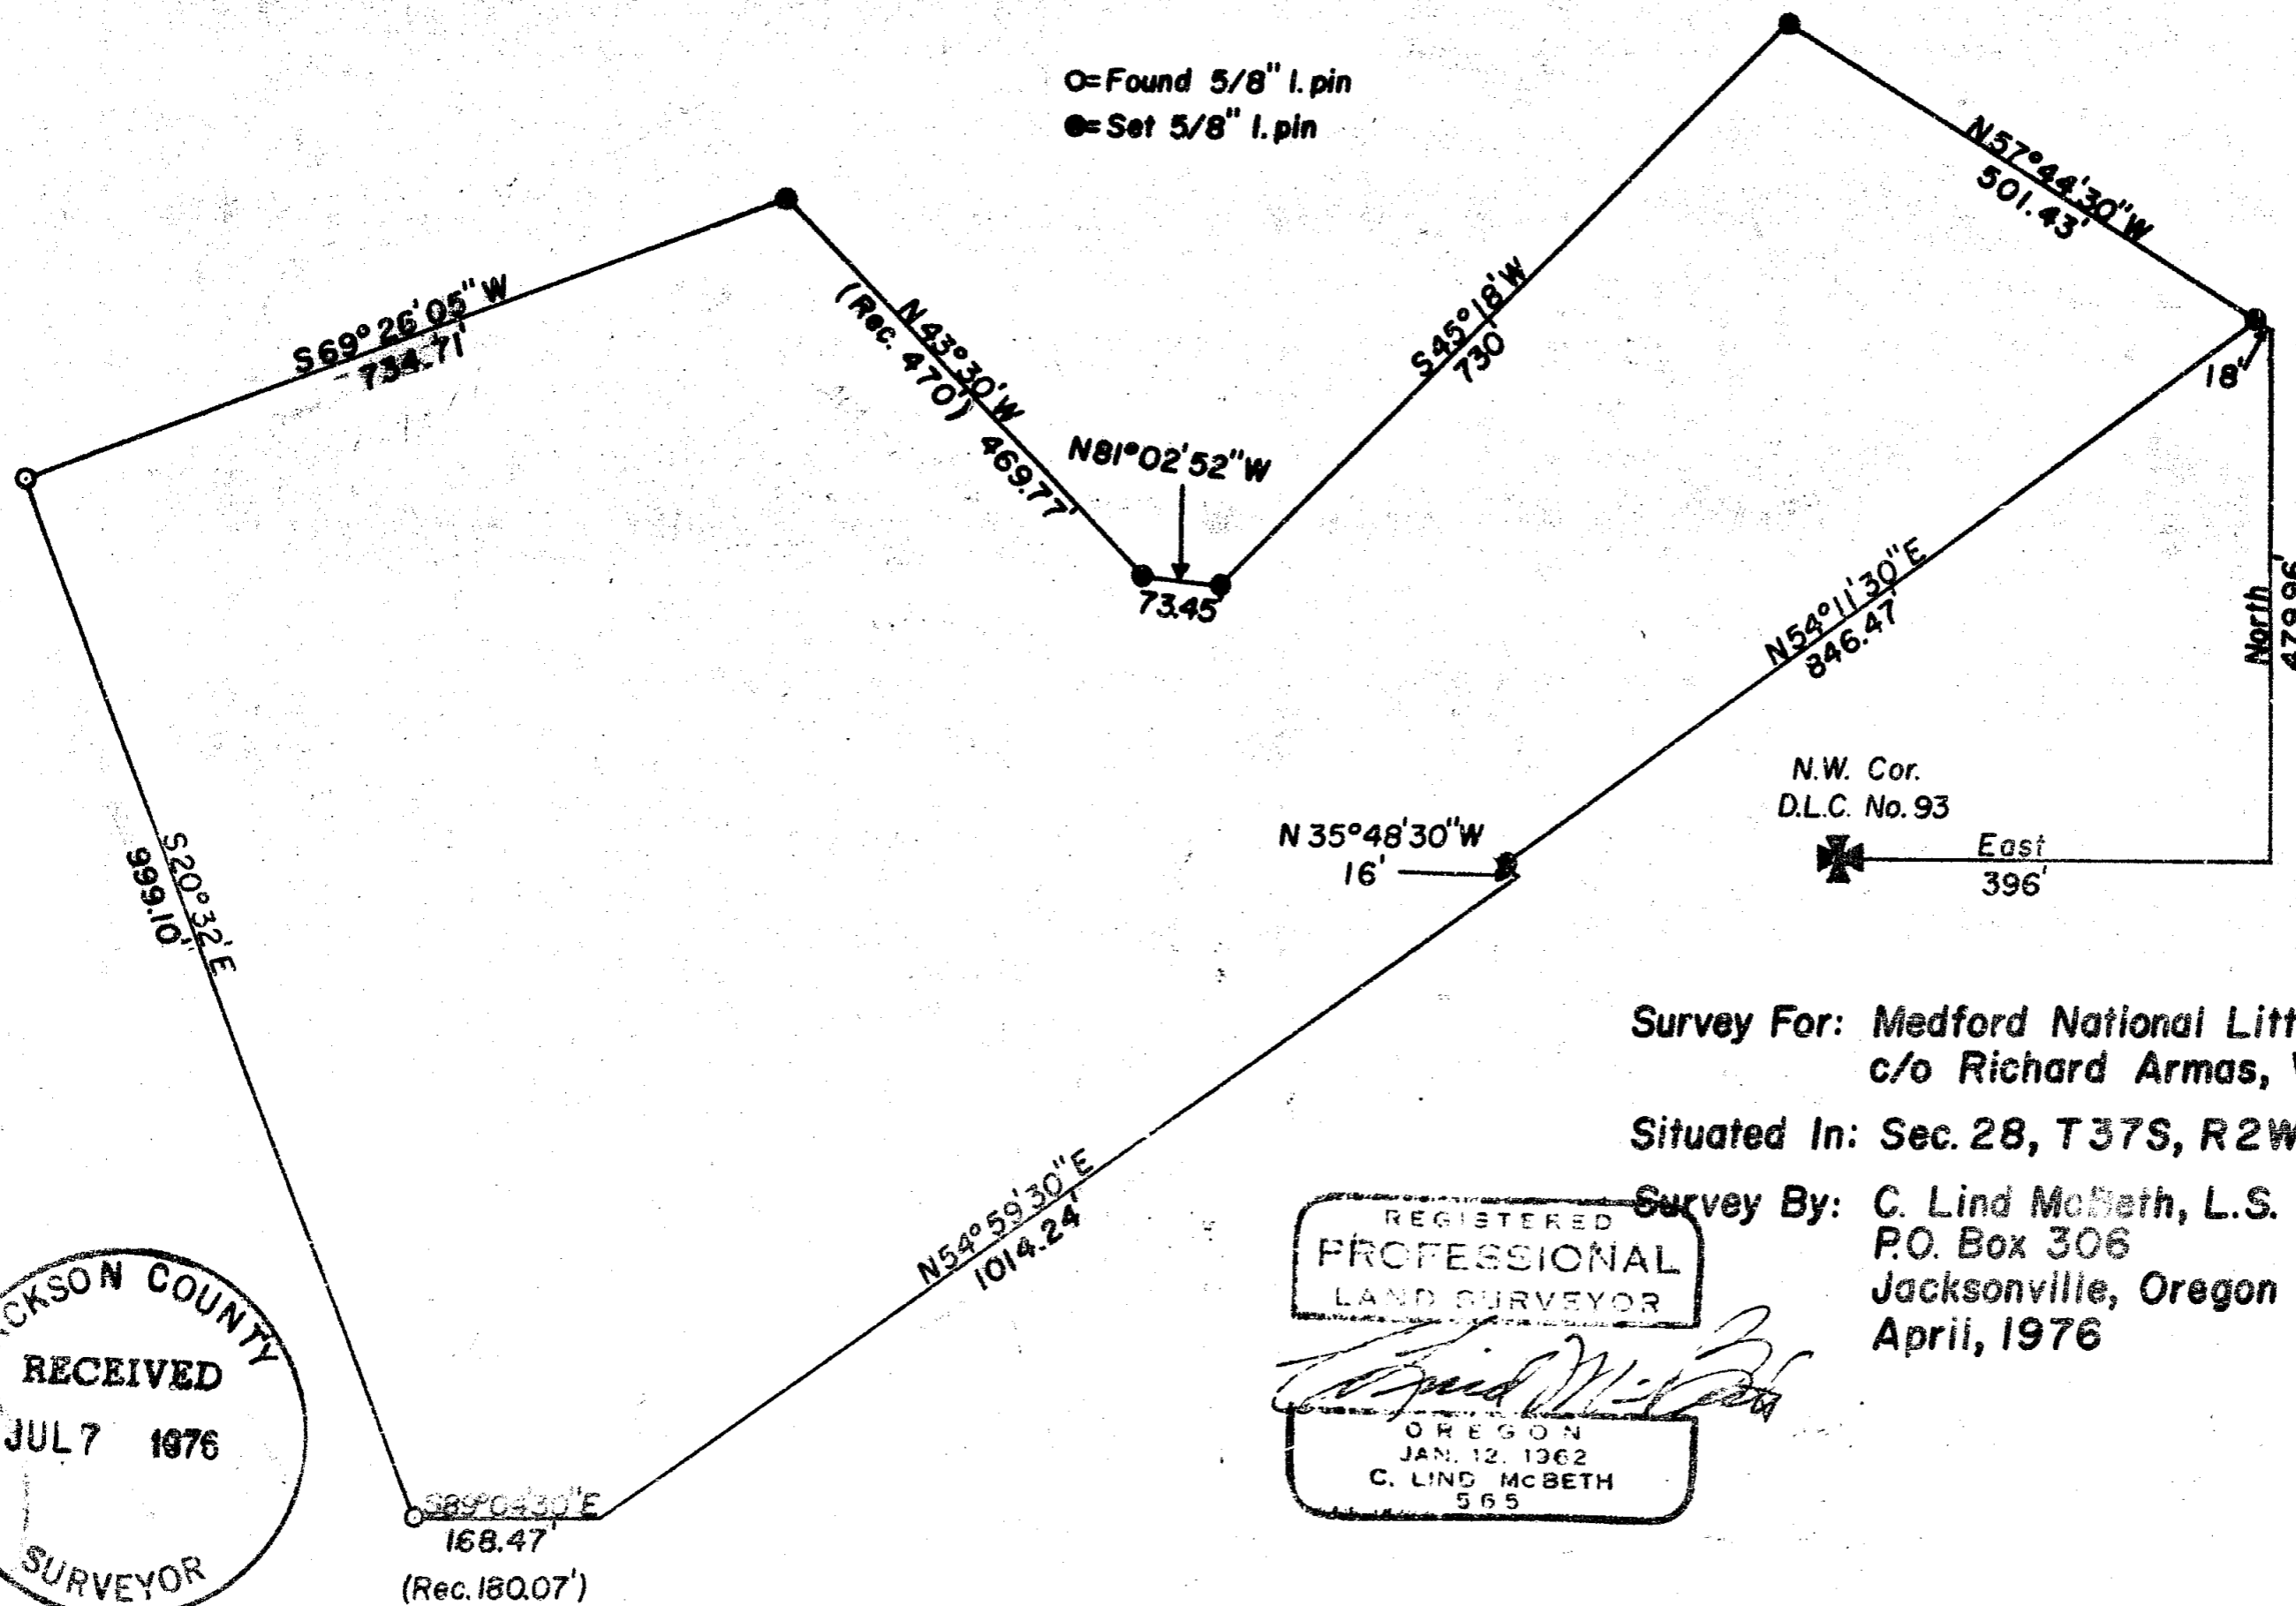 O=Found 5/8" I. pin
●=Set 5/8" I. pin
N57°44'30"W
501.43'
S69°26'05"W
734.71'
N43°30'W
(Rec. 470') 469.77'
N81°02'52"W
73.45
S45°18'W
730'
18'
N54°11'30"E
846.47'
North
N.W. Cor.
D.L.C. No. 93
East
396'
N35°48'30"W
16'
S20°32'E
999.10'
N54°59'30"E
1014.24'
S89°04'30"E
168.47'
(Rec. 180.07')
Survey For: Medford National Litt
c/o Richard Armas,
Situated In: Sec. 28, T37S, R2W
Survey By: C. Lind McBeth, L.S.
P.O. Box 306
Jacksonville, Oregon
April, 1976
REGISTERED
PROFESSIONAL
LAND SURVEYOR
C. Lind McBeth
OREGON
JAN. 12, 1962
C. LIND McBETH
565
CKSON COUNTY
RECEIVED
JUL 7 1976
SURVEYOR